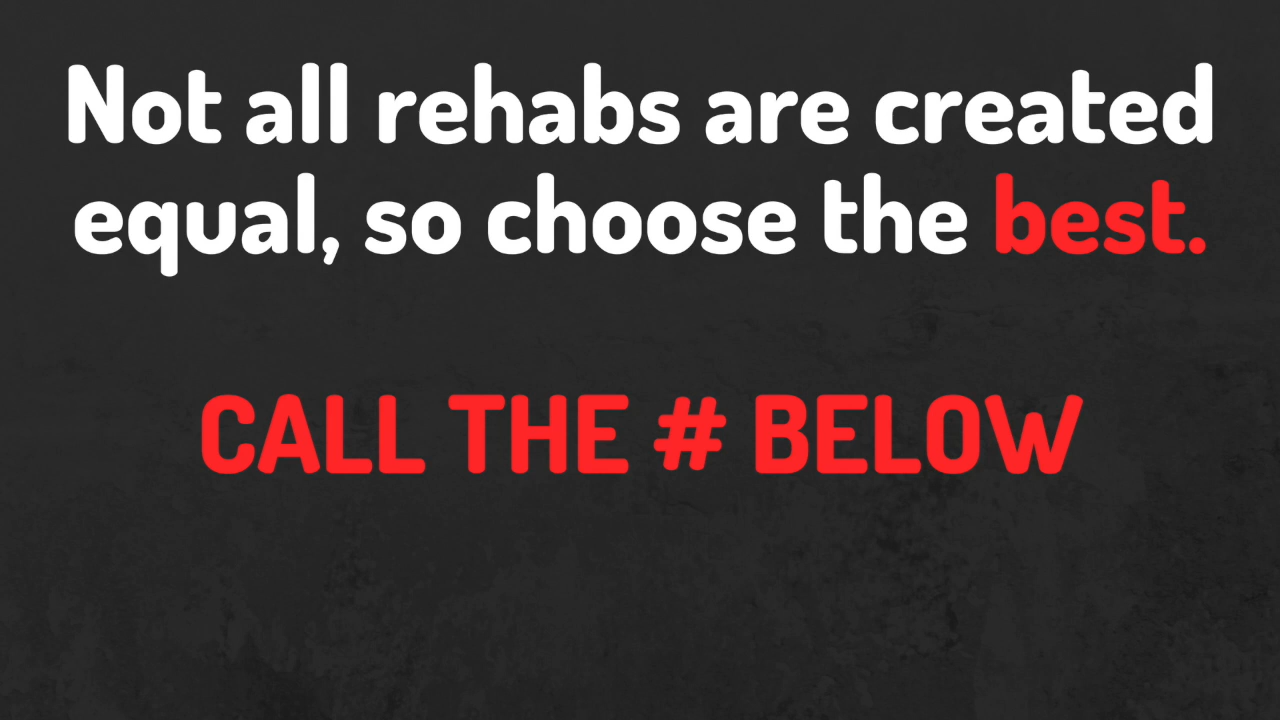 Not all rehabs are created
equal, so choose the best.
CALL THE # BELOW